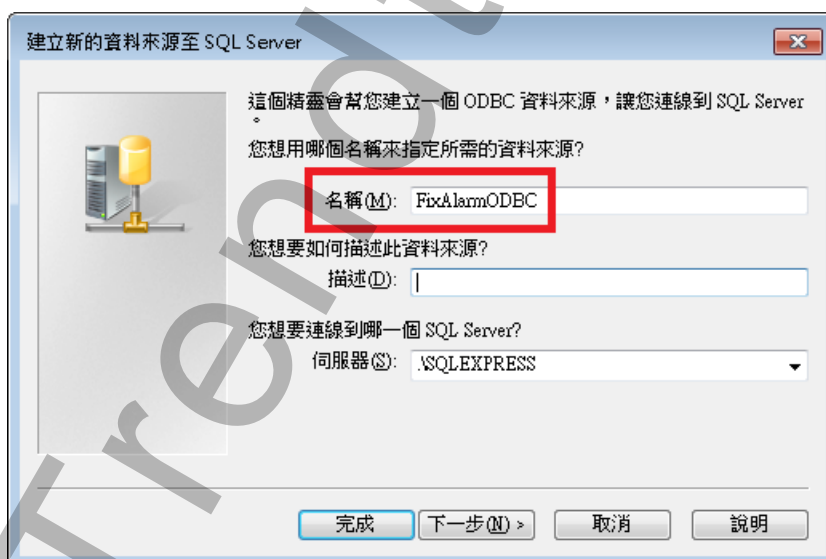 建立新的資料來源至 SQL Server
這個精靈會幫您建立一個 ODBC 資料來源，讓您連線到 SQL Server
。
您想用哪個名稱來指定所需的資料來源?
名稱(M): FixAlarmODBC
您想要如何描述此資料來源?
描述(D):
您想要連線到哪一個 SQL Server?
伺服器(S): .\SQLEXPRESS
完成 下一步(N) > 取消 說明
Trendt